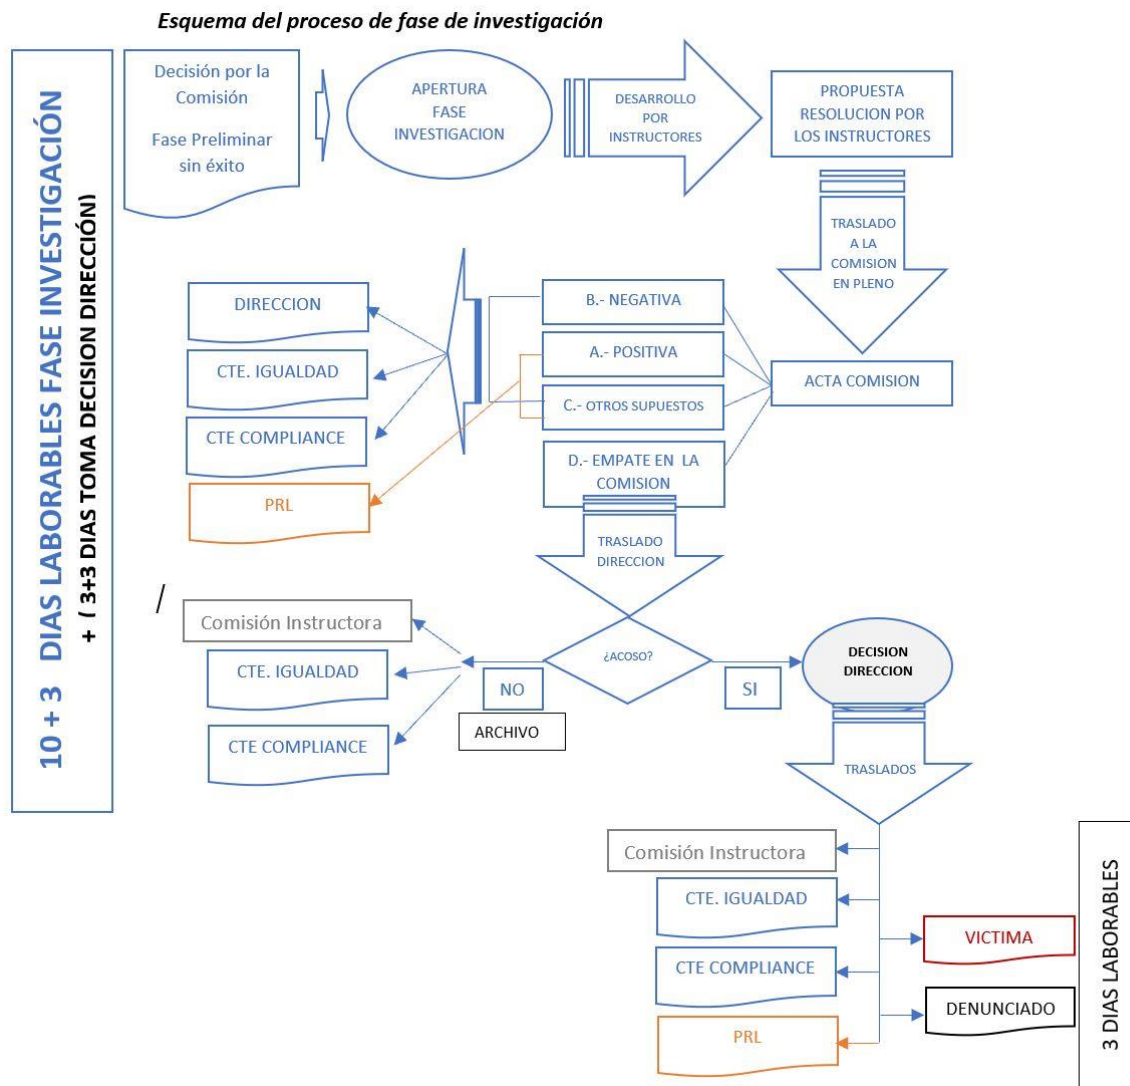 Esquema del proceso de fase de investigación
10 + 3 DIAS LABORABLES FASE INVESTIGACIÓN
+ ( 3+3 DIAS TOMA DECISION DIRECCIÓN)
Decisión por la
Comisión
Fase Preliminar
sin éxito
APERTURA
FASE
INVESTIGACION
DESARROLLO
POR
INSTRUCTORES
PROPUESTA
RESOLUCION POR
LOS INSTRUCTORES
TRASLADO
A LA
COMISION
EN PLENO
DIRECCION
CTE. IGUALDAD
CTE COMPLIANCE
PRL
B.- NEGATIVA
A.- POSITIVA
C.- OTROS SUPUESTOS
D.- EMPATE EN LA
COMISION
ACTA COMISION
TRASLADO
DIRECCION
/
Comisión Instructora
CTE. IGUALDAD
CTE COMPLIANCE
¿ACOSO?
NO
ARCHIVO
SI
DECISION
DIRECCION
TRASLADOS
Comisión Instructora
CTE. IGUALDAD
CTE COMPLIANCE
PRL
VICTIMA
DENUNCIADO
3 DIAS LABORABLES